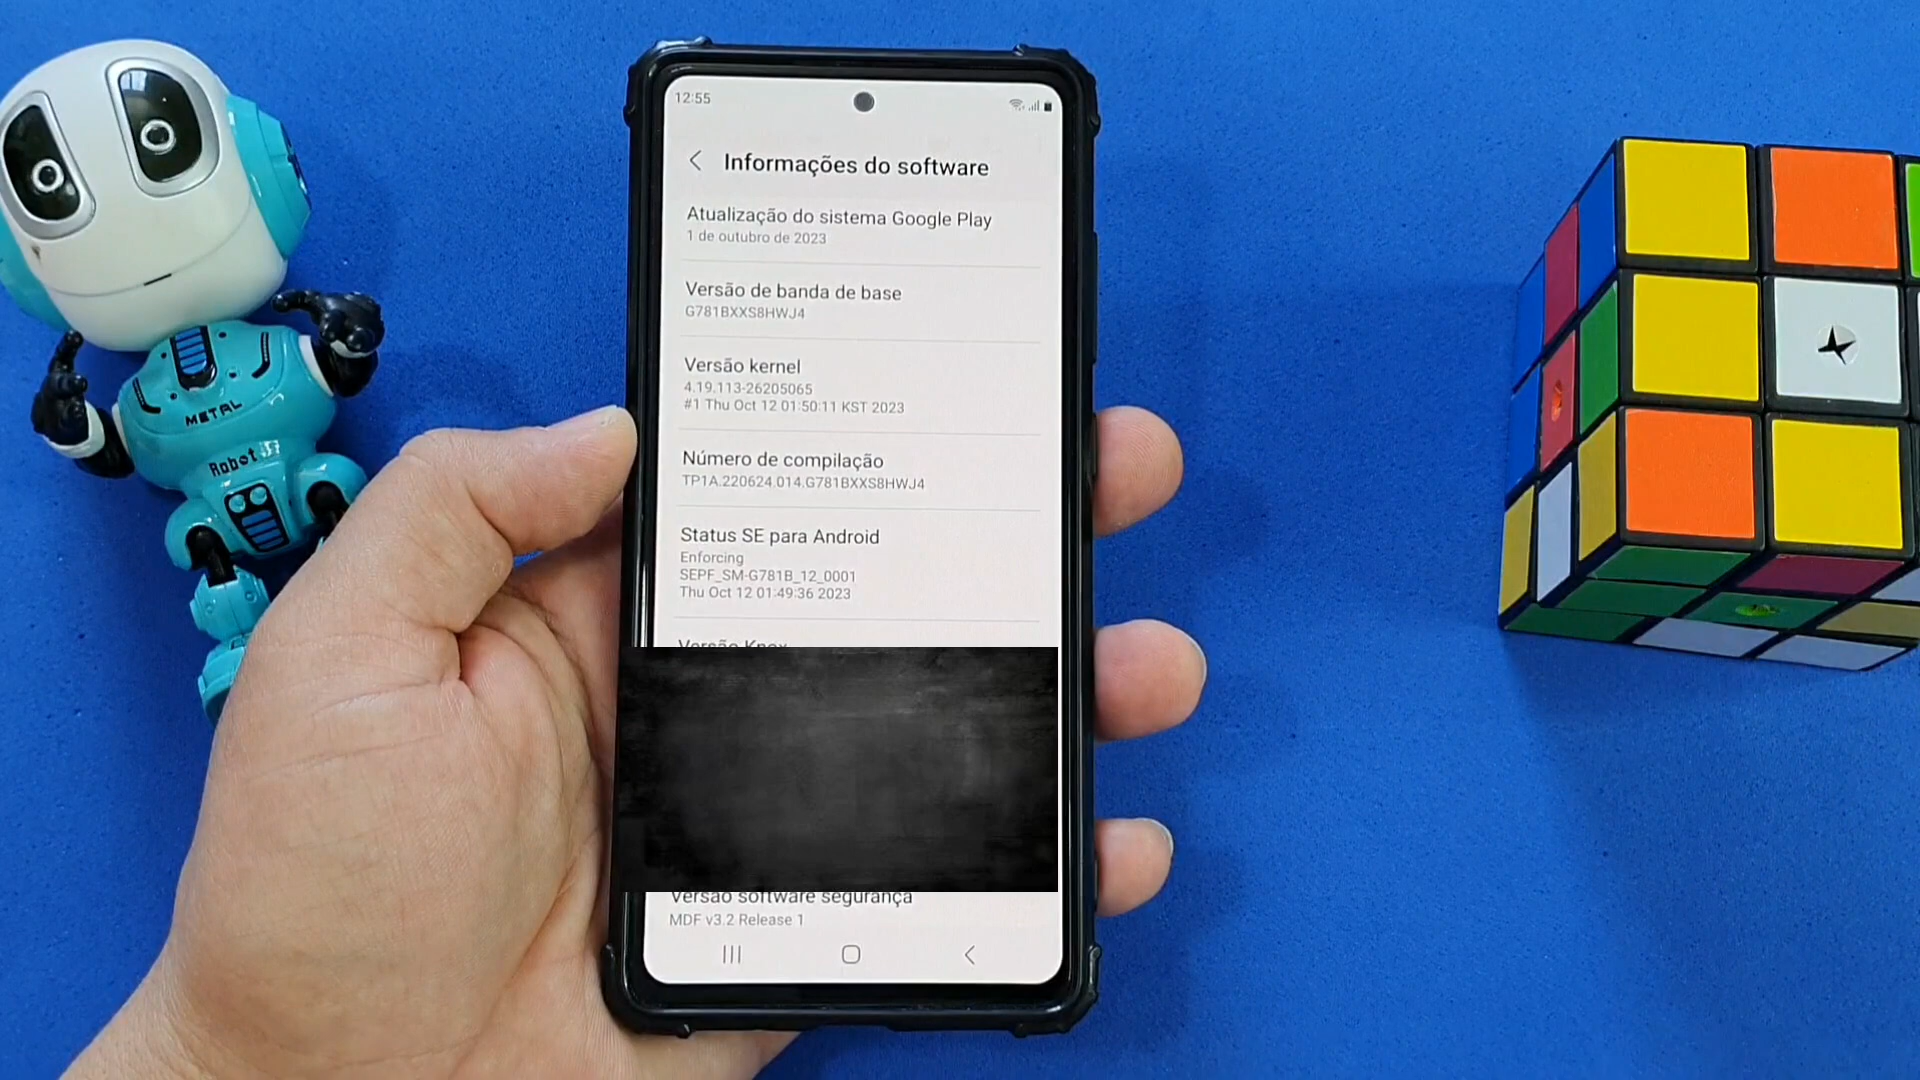 12:55
Informações do software
Atualização do sistema Google Play
1 de outubro de 2023
Versão de banda de base
G781BXXS8HWJ4
Versão kernel
4.19.113-26205065
#1 Thu Oct 12 01:50:11 KST 2023
Número de compilação
TP1A.220624.014.G781BXXS8HWJ4
Status SE para Android
Enforcing
SEPF_SM-G781B_12_0001
Thu Oct 12 01:49:36 2023
Versão Knox
Versão software segurança
MDF v3.2 Release 1
METAL
Robot